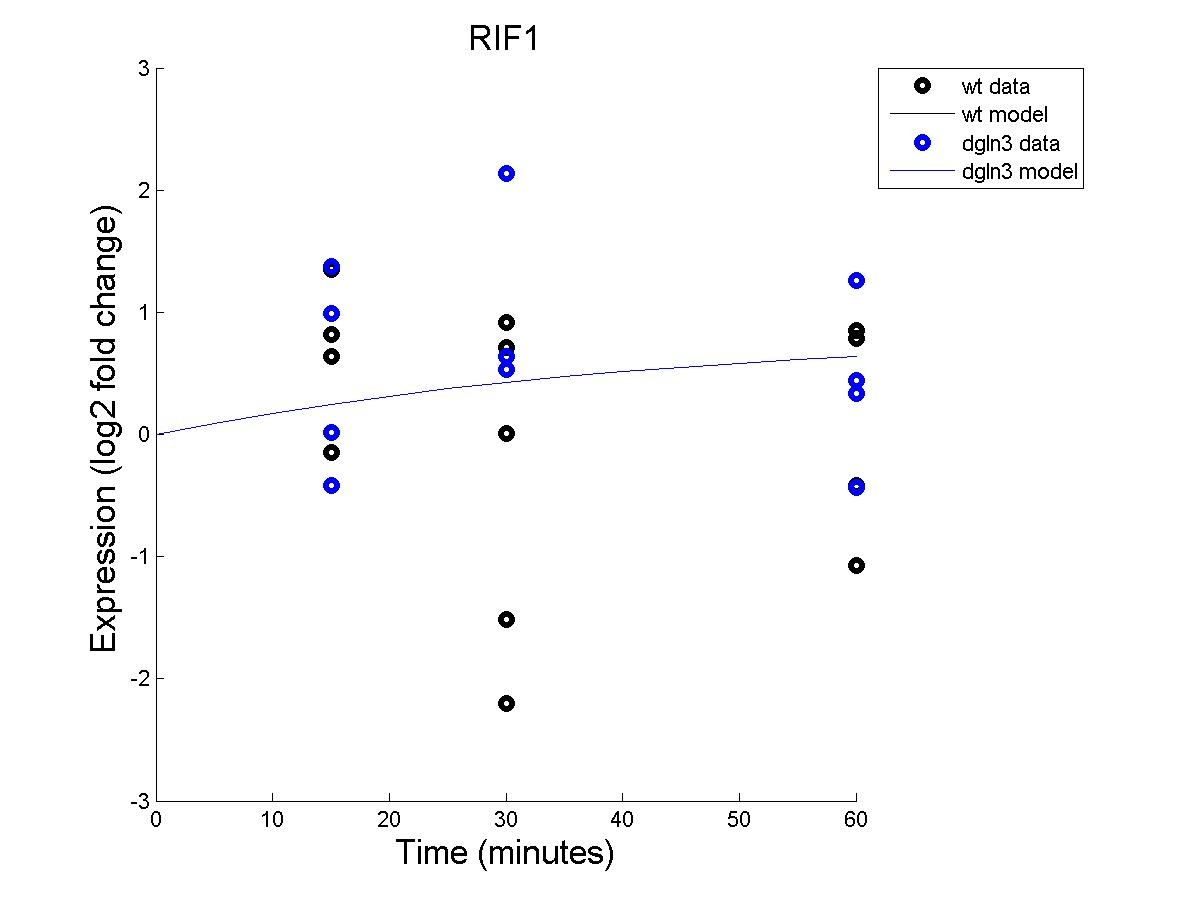 RIF1
3
2
1
0
-1
-2
-3
0
10
20
30
40
50
60
Expression (log2 fold change)
Time (minutes)
wt data
wt model
dgln3 data
dgln3 model